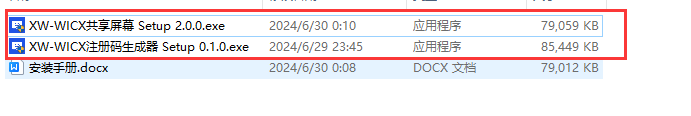 XW-WICX共享屏幕 Setup 2.0.0.exe 2024/6/30 0:10 应用程序 79,059 KB
XW-WICX注册码生成器 Setup 0.1.0.exe 2024/6/29 23:45 应用程序 85,449 KB
安装手册.docx 2024/6/30 0:08 DOCX 文档 79,012 KB